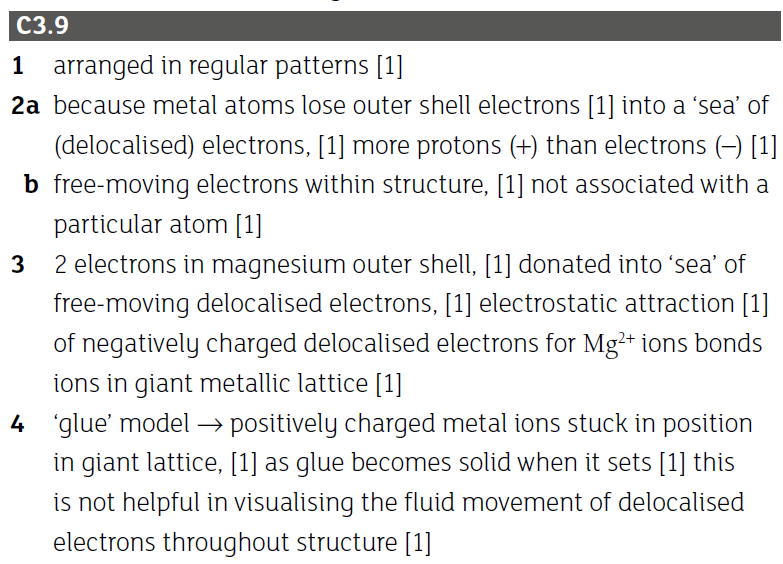 C3.9
1 arranged in regular patterns [1]
2a because metal atoms lose outer shell electrons [1] into a ‘sea’ of
(delocalised) electrons, [1] more protons (+) than electrons (–) [1]
b free-moving electrons within structure, [1] not associated with a
particular atom [1]
3 2 electrons in magnesium outer shell, [1] donated into ‘sea’ of
free-moving delocalised electrons, [1] electrostatic attraction [1]
of negatively charged delocalised electrons for Mg²⁺ ions bonds
ions in giant metallic lattice [1]
4 ‘glue’ model → positively charged metal ions stuck in position
in giant lattice, [1] as glue becomes solid when it sets [1] this
is not helpful in visualising the fluid movement of delocalised
electrons throughout structure [1]